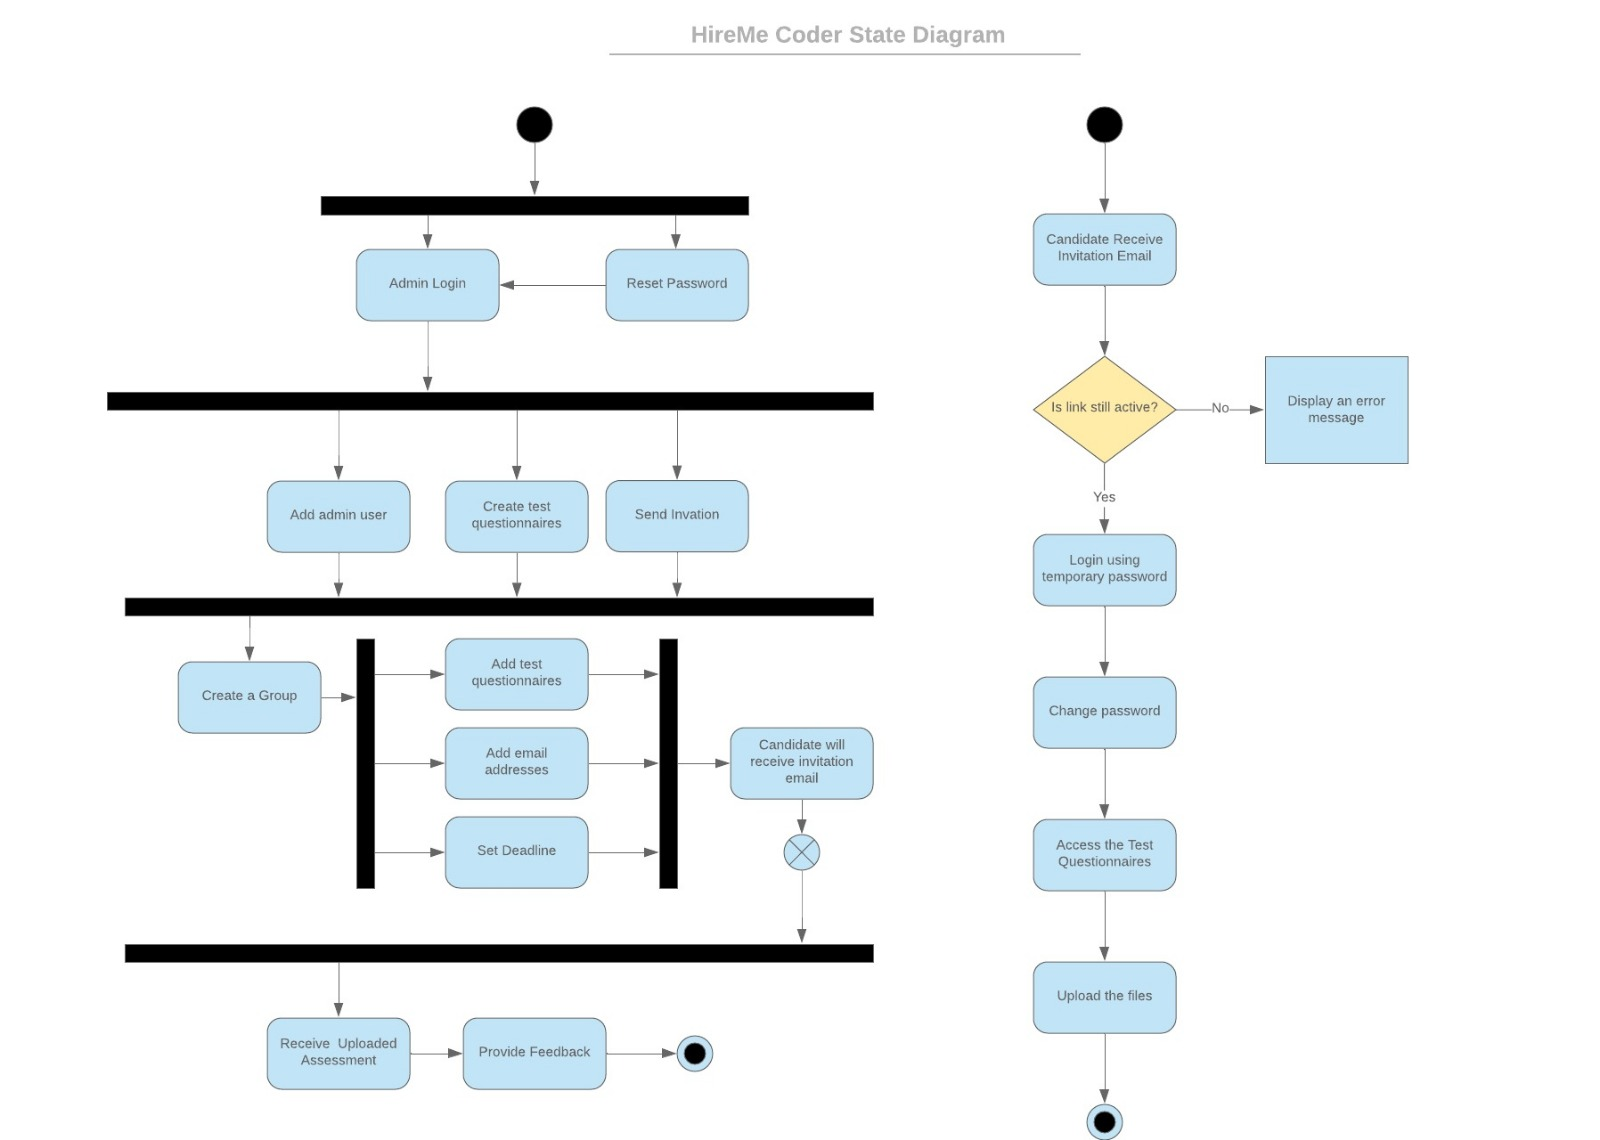 HireMe Coder State Diagram
Admin Login
Reset Password
Add admin user
Create test
questionnaires
Send Invation
Create a Group
Add test
questionnaires
Add email
addresses
Set Deadline
Candidate will
receive invitation
email
Receive  Uploaded
Assessment
Provide Feedback
Candidate Receive
Invitation Email
Is link still active?
No
Display an error
message
Yes
Login using
temporary password
Change password
Access the Test
Questionnaires
Upload the files